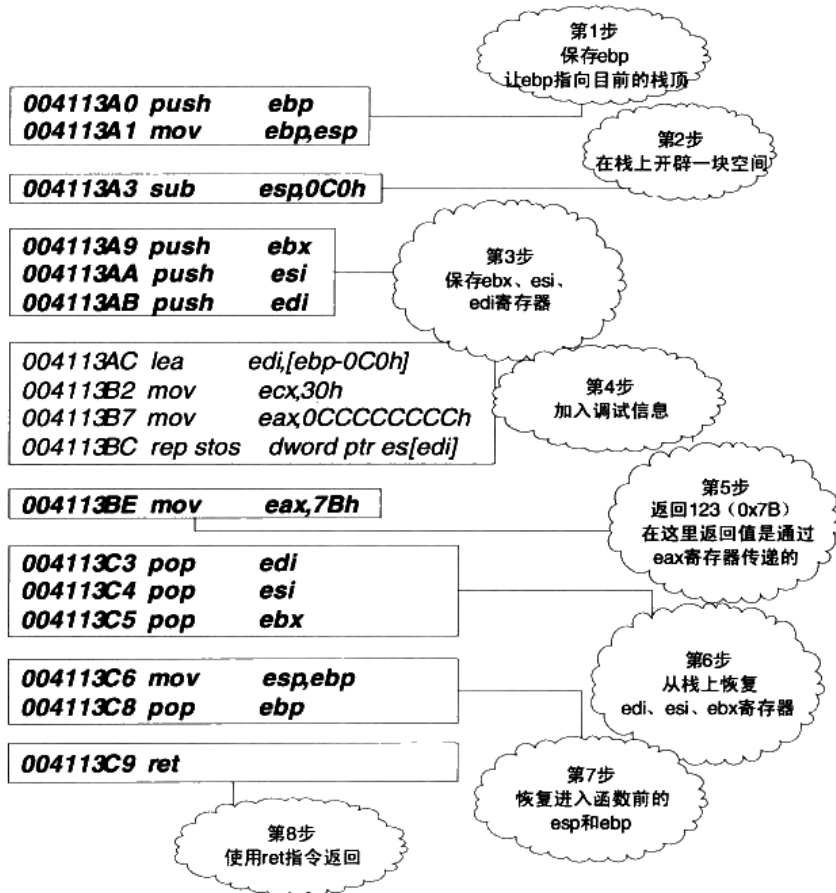 第1步
保存ebp
让ebp指向目前的栈顶
004113A0 push ebp
004113A1 mov ebp,esp
第2步
在栈上开辟一块空间
004113A3 sub esp,0C0h
004113A9 push ebx
004113AA push esi
004113AB push edi
第3步
保存ebx、esi、
edi寄存器
004113AC lea edi,[ebp-0C0h]
004113B2 mov ecx,30h
004113B7 mov eax,0CCCCCCCCh
004113BC rep stos dword ptr es[edi]
第4步
加入调试信息
004113BE mov eax,7Bh
第5步
返回123（0x7B）
在这里返回值是通过
eax寄存器传递的
004113C3 pop edi
004113C4 pop esi
004113C5 pop ebx
第6步
从栈上恢复
edi、esi、ebx寄存器
004113C6 mov esp,ebp
004113C8 pop ebp
第7步
恢复进入函数前的
esp和ebp
004113C9 ret
第8步
使用ret指令返回